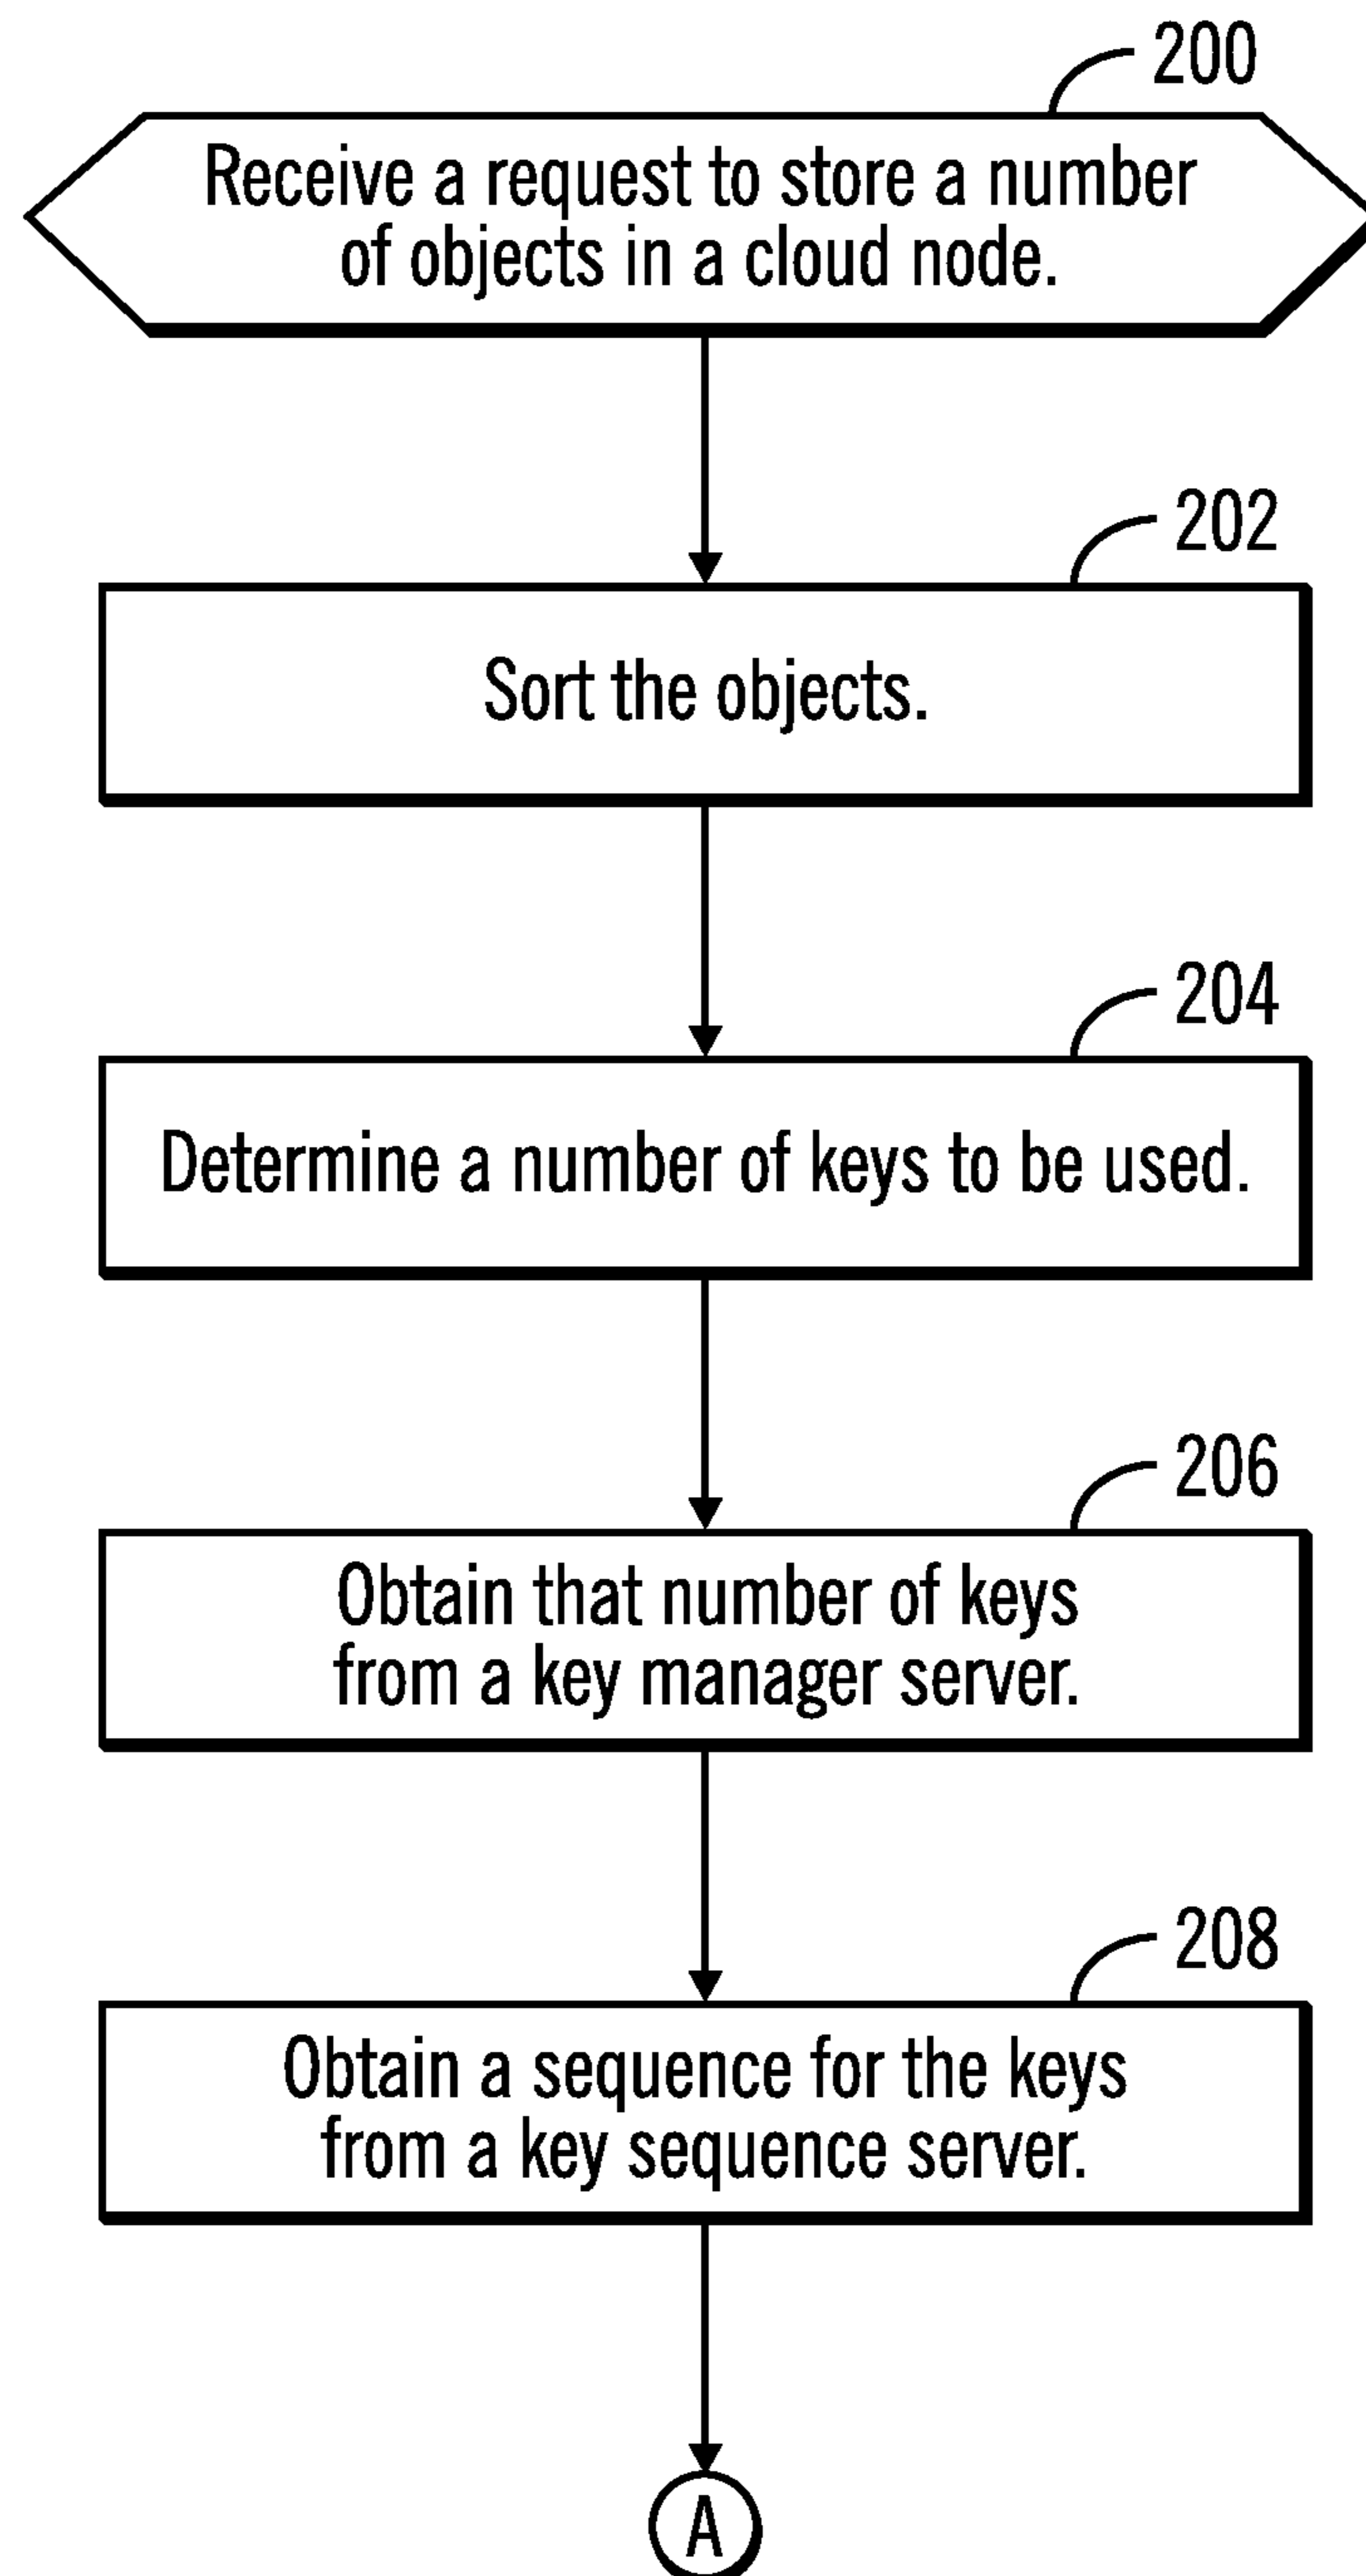 200
Receive a request to store a number
of objects in a cloud node.
202
Sort the objects.
204
Determine a number of keys to be used.
206
Obtain that number of keys
from a key manager server.
208
Obtain a sequence for the keys
from a key sequence server.
A